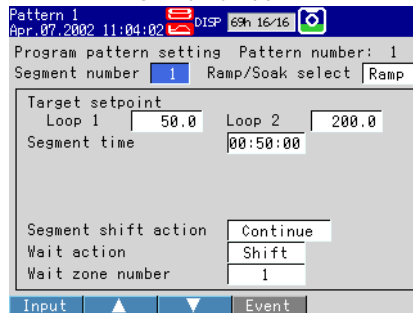 Pattern 1
Apr.07.2002 11:04:02 DISP 69h 16/16
Program pattern setting Pattern number: 1
Segment number 1 Ramp/Soak select Ramp
Target setpoint
Loop 1 50.0 Loop 2 200.0
Segment time 00:50:00
Segment shift action Continue
Wait action Shift
Wait zone number 1
Input Event